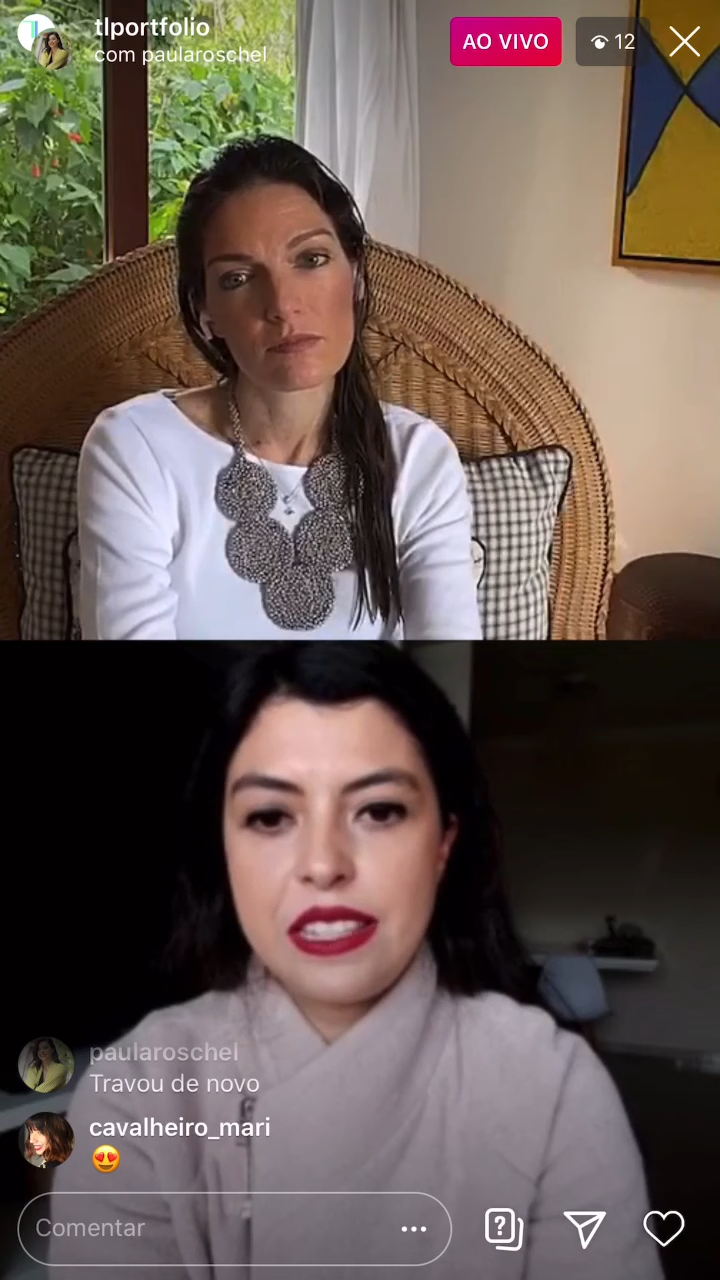 tlportfolio
com paularoschel
AO VIVO
12
paularoschel
Travou de novo
cavalheiro_mari
Comentar